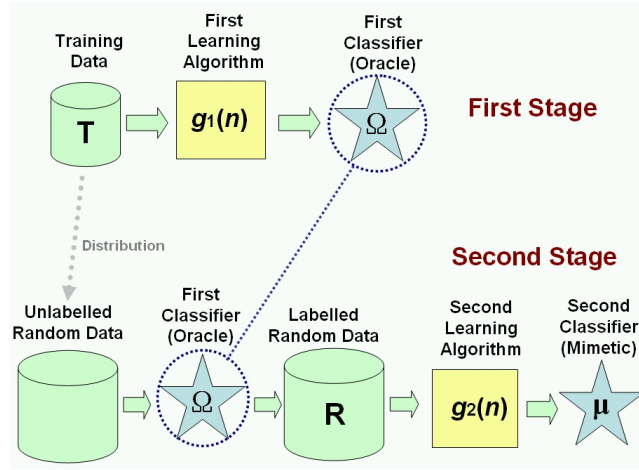 Training
Data
First
Learning
Algorithm
First
Classifier
(Oracle)
T
g1(n)
Ω
First Stage
Distribution
Second Stage
Unlabelled
Random Data
First
Classifier
(Oracle)
Labelled
Random Data
Second
Learning
Algorithm
Second
Classifier
(Mimetic)
Ω
R
g2(n)
μ